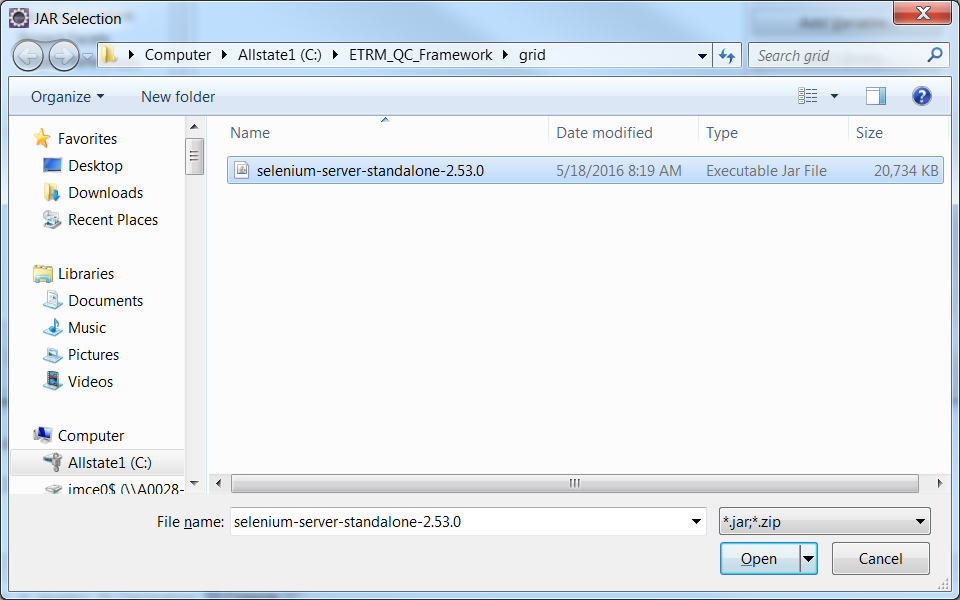 JAR Selection
Computer Allstate1 (C:) ETRM_QC_Framework grid
Search grid
Organize New folder
Name Date modified Type Size
selenium-server-standalone-2.53.0 5/18/2016 8:19 AM Executable Jar File 20,734 KB
Favorites
Desktop
Downloads
Recent Places
Libraries
Documents
Music
Pictures
Videos
Computer
Allstate1 (C:)
imce0$ (\\A0028-
File name: selenium-server-standalone-2.53.0 *.jar;*.zip
Open Cancel